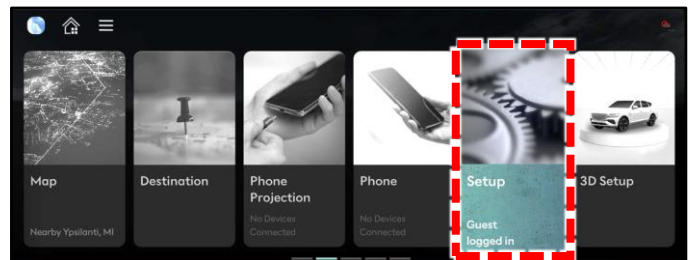 Map
Nearby Ypsilanti, MI
Destination
Phone
Projection
No Devices
Connected
Phone
No Devices
Connected
Setup
Guest
logged in
3D Setup